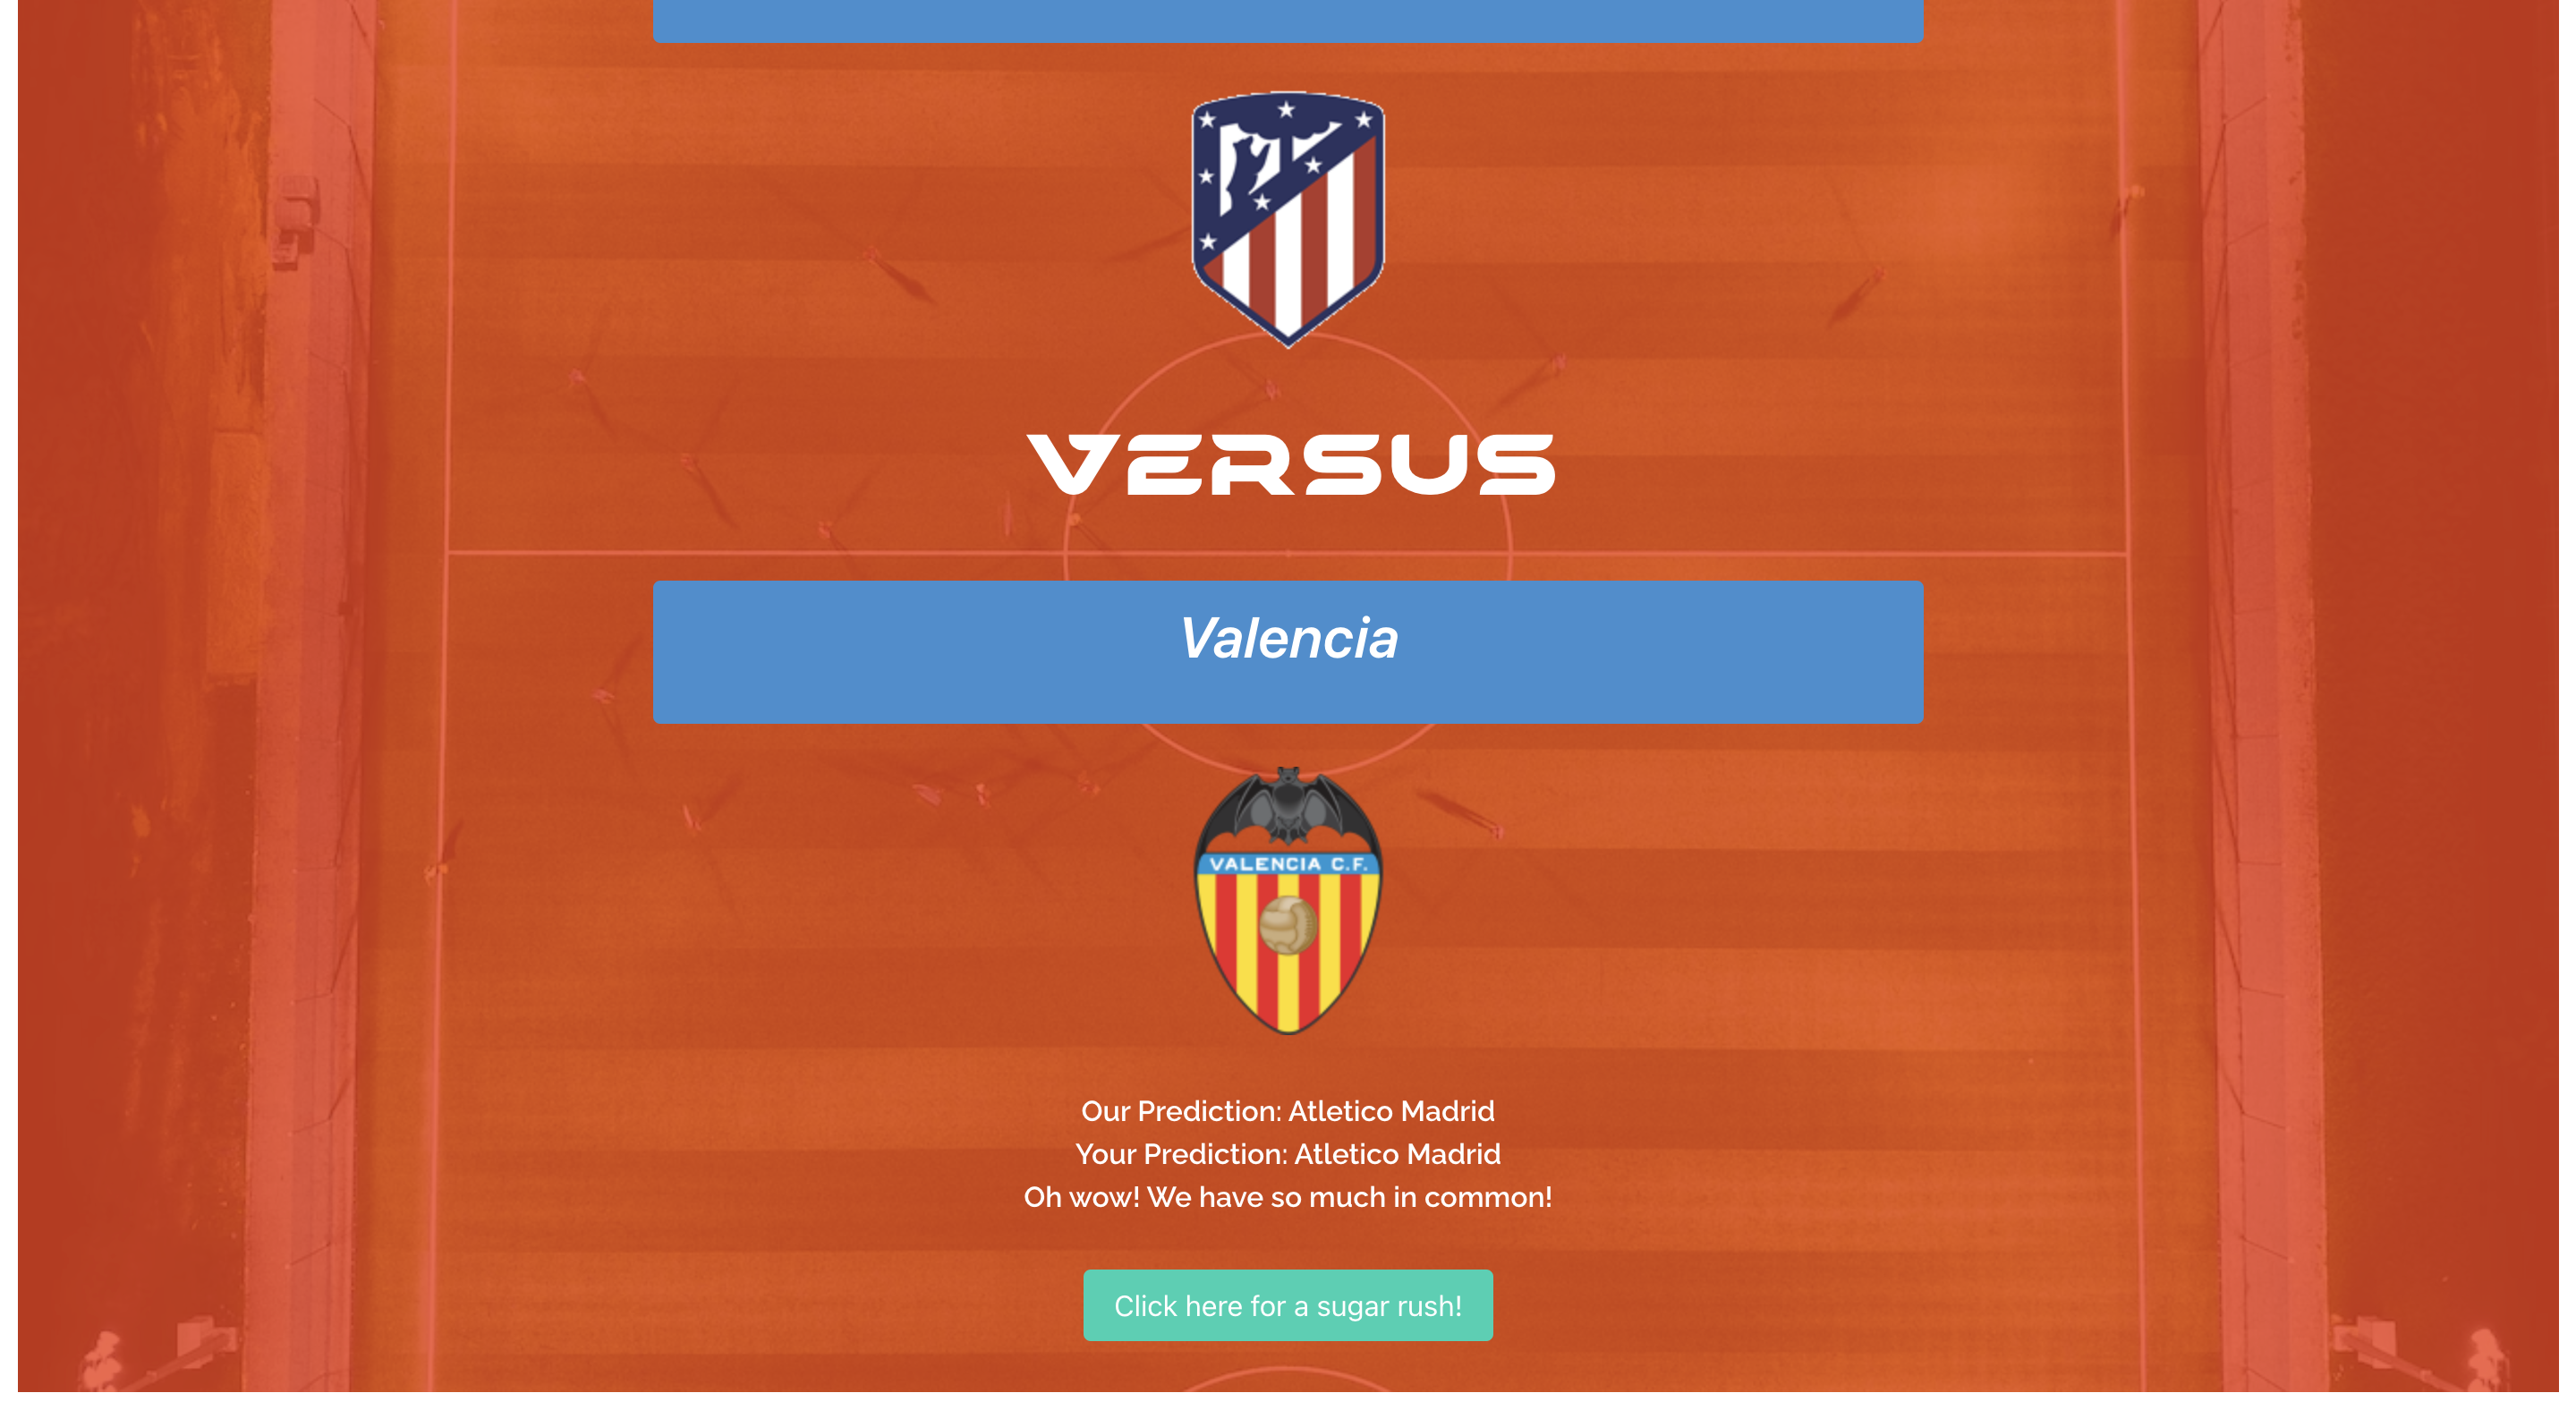 VERSUS
Valencia
VALENCIA C.F.
Our Prediction: Atletico Madrid
Your Prediction: Atletico Madrid
Oh wow! We have so much in common!
Click here for a sugar rush!